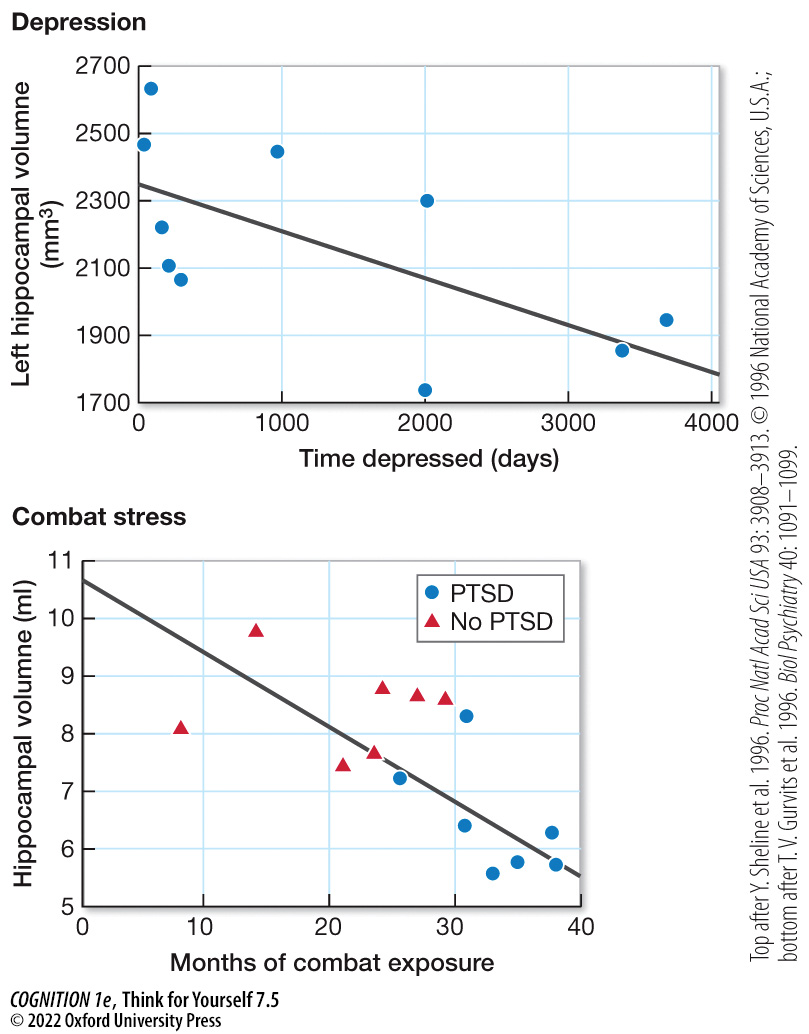 Depression
2700
2500
2300
2100
1900
1700
Left hippocampal volumne
(mm³)
0 1000 2000 3000 4000
Time depressed (days)
Combat stress
11
10
9
8
7
6
5
Hippocampal volumne (ml)
PTSD
No PTSD
0 10 20 30 40
Months of combat exposure
Top after Y. Sheline et al. 1996. Proc Natl Acad Sci USA 93: 3908–3913. © 1996 National Academy of Sciences, U.S.A.;
bottom after T. V. Gurvits et al. 1996. Biol Psychiatry 40: 1091–1099.
COGNITION 1e, Think for Yourself 7.5
© 2022 Oxford University Press